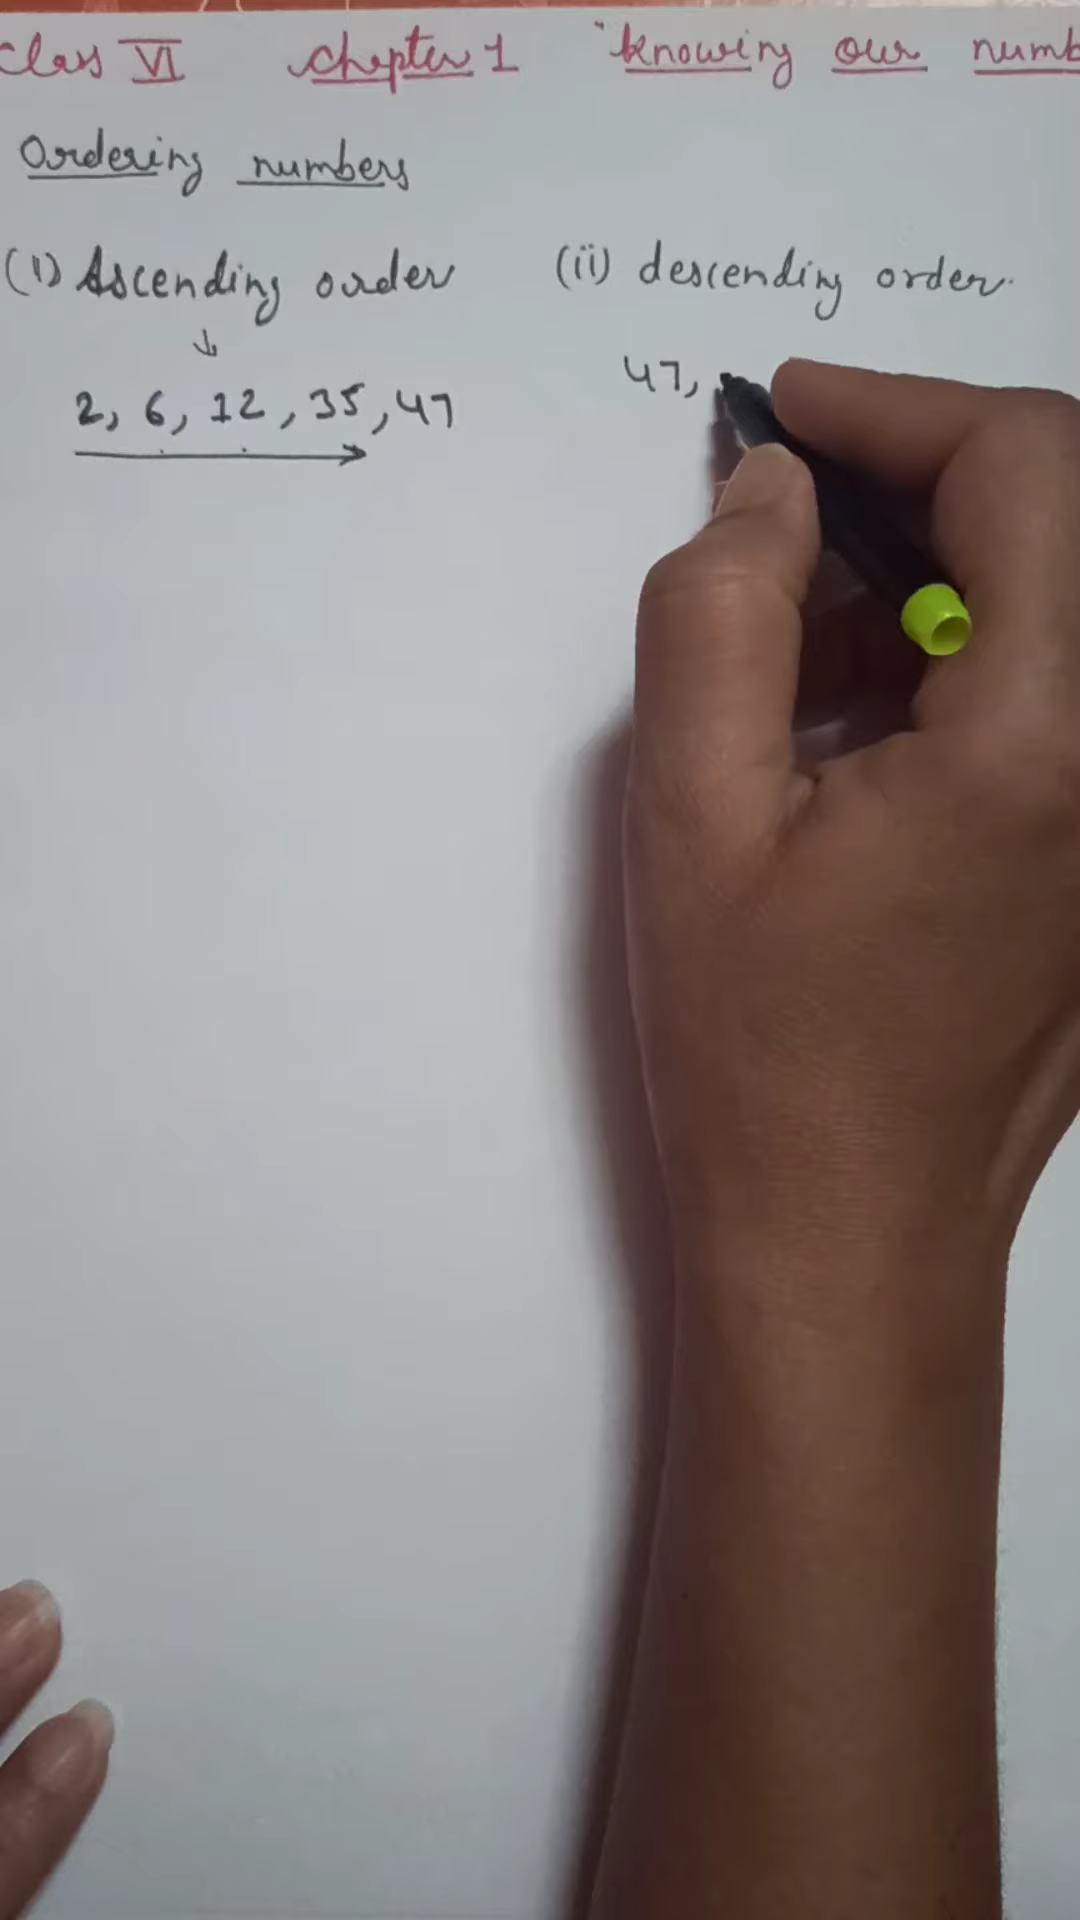 Class VI chapter 1 "knowing our numb
Ordering numbers
(i) Ascending order (ii) descending order.
↓
2, 6, 12, 35, 47 47,